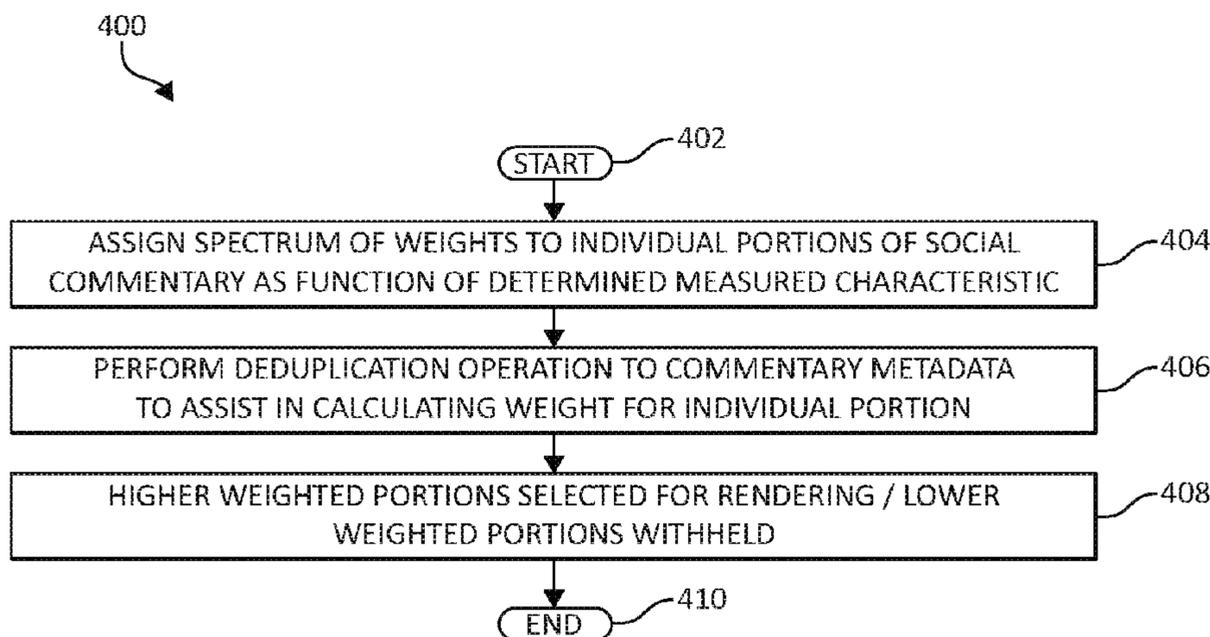 400
START
402
ASSIGN SPECTRUM OF WEIGHTS TO INDIVIDUAL PORTIONS OF SOCIAL
COMMENTARY AS FUNCTION OF DETERMINED MEASURED CHARACTERISTIC
404
PERFORM DEDUPLICATION OPERATION TO COMMENTARY METADATA
TO ASSIST IN CALCULATING WEIGHT FOR INDIVIDUAL PORTION
406
HIGHER WEIGHTED PORTIONS SELECTED FOR RENDERING / LOWER
WEIGHTED PORTIONS WITHHELD
408
END
410